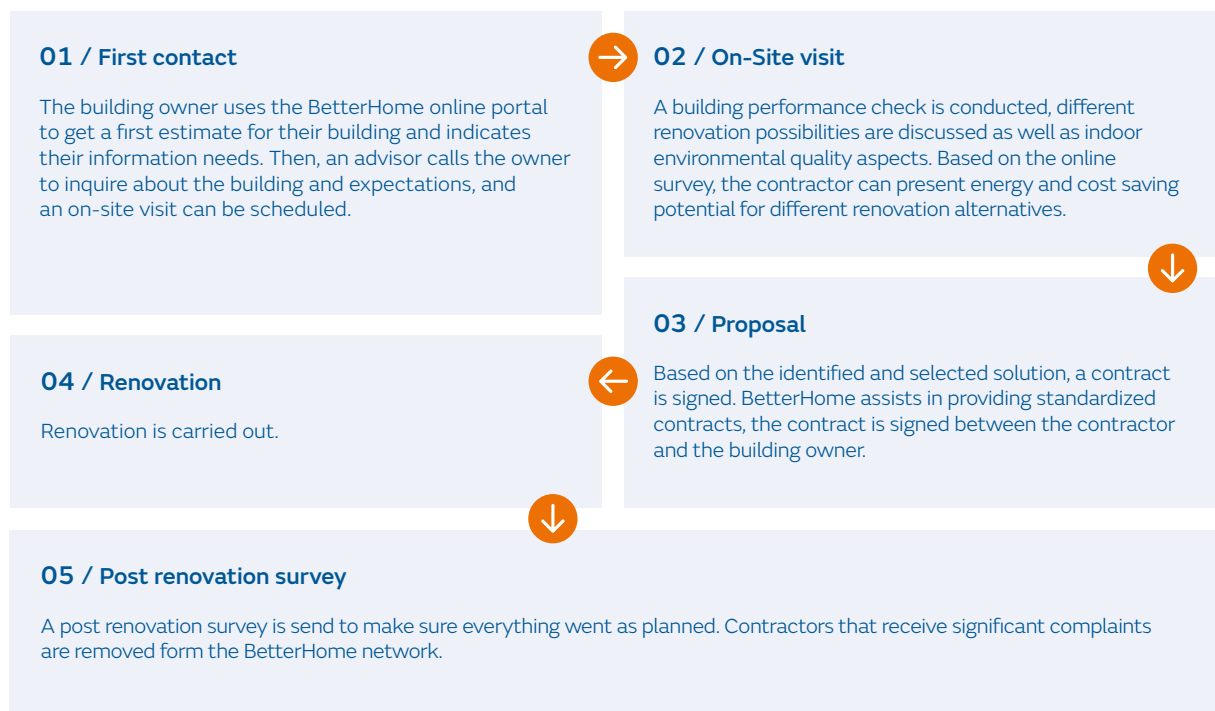 01 / First contact
The building owner uses the BetterHome online portal
to get a first estimate for their building and indicates
their information needs. Then, an advisor calls the owner
to inquire about the building and expectations, and
an on-site visit can be scheduled.
02 / On-Site visit
A building performance check is conducted, different
renovation possibilities are discussed as well as indoor
environmental quality aspects. Based on the online
survey, the contractor can present energy and cost saving
potential for different renovation alternatives.
03 / Proposal
Based on the identified and selected solution, a contract
is signed. BetterHome assists in providing standardized
contracts, the contract is signed between the contractor
and the building owner.
04 / Renovation
Renovation is carried out.
05 / Post renovation survey
A post renovation survey is send to make sure everything went as planned. Contractors that receive significant complaints
are removed form the BetterHome network.